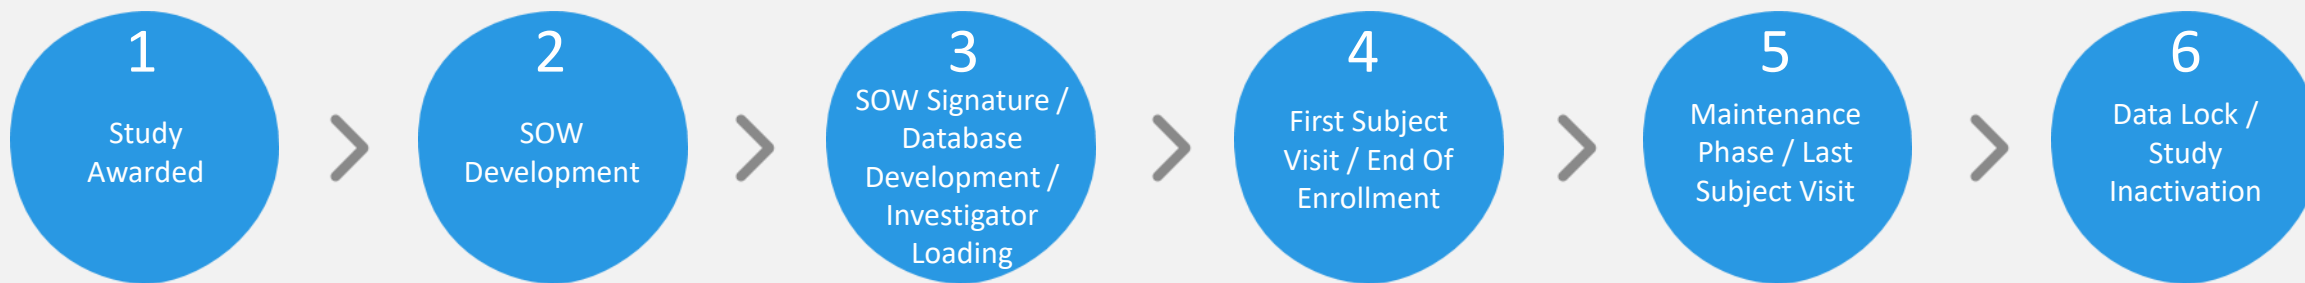 1
Study
Awarded
2
SOW
Development
3
SOW Signature /
Database
Development /
Investigator
Loading
4
First Subject
Visit / End Of
Enrollment
5
Maintenance
Phase / Last
Subject Visit
6
Data Lock /
Study
Inactivation